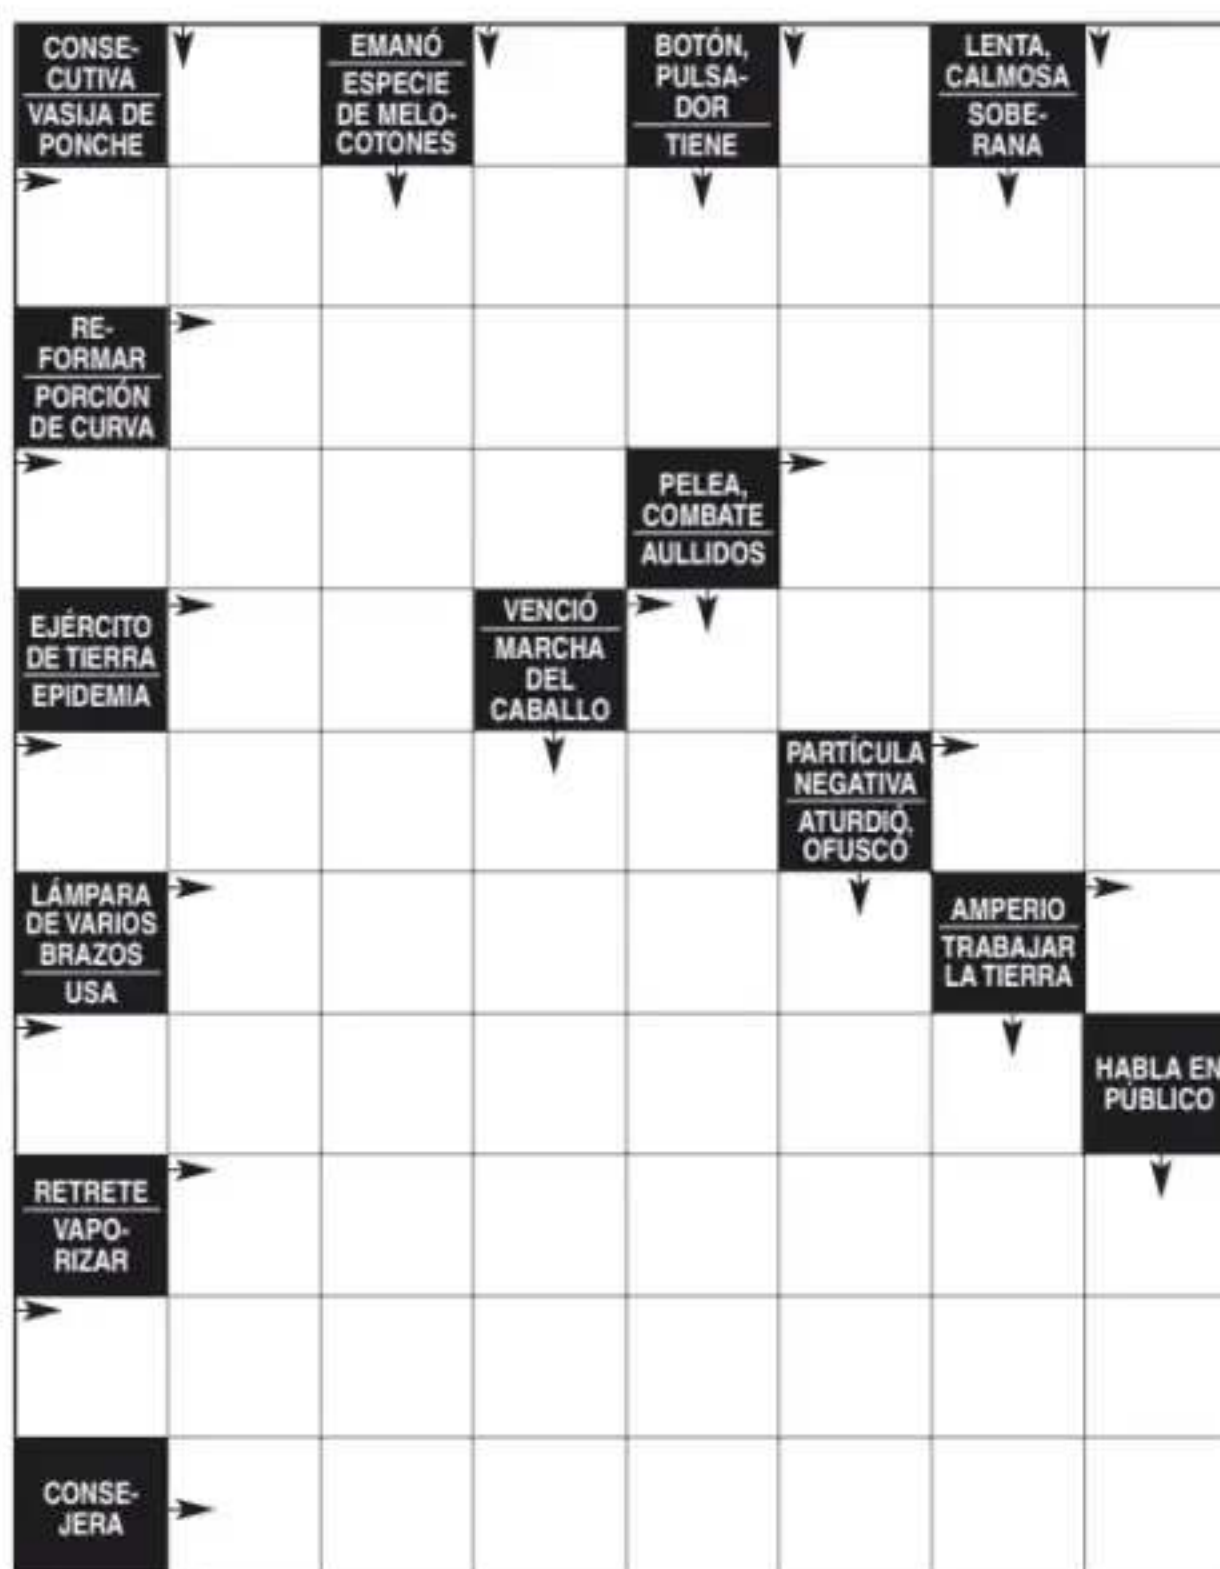 CONSE-
CUTIVA
VASIJA DE
PONCHE
EMANÓ
ESPECIE
DE MELO-
COTONES
BOTÓN,
PULSA-
DOR
TIENE
LENTA,
CALMOSA
SOBE-
RANA
RE-
FORMAR
PORCIÓN
DE CURVA
PELEA,
COMBATE
AULLIDOS
EJÉRCITO
DE TIERRA
EPIDEMIA
VENCIÓ
MARCHA
DEL
CABALLO
PARTÍCULA
NEGATIVA
ATURDIÓ,
OFUSCÓ
LÁMPARA
DE VARIOS
BRAZOS
USA
AMPERIO
TRABAJAR
LA TIERRA
HABLA EN
PÚBLICO
RETRETE
VAPO-
RIZAR
CONSE-
JERA